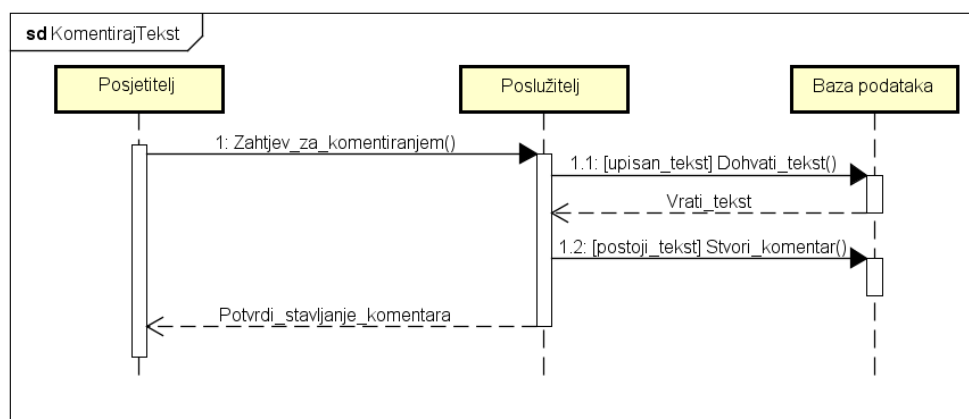 sd KomentirajTekst
Posjetitelj
Poslužitelj
Baza podataka
1: Zahtjev_za_komentiranjem()
1.1: [upisan_tekst] Dohvati_tekst()
Vrati_tekst
1.2: [postoji_tekst] Stvori_komentar()
Potvrdi_stavljanje_komentara